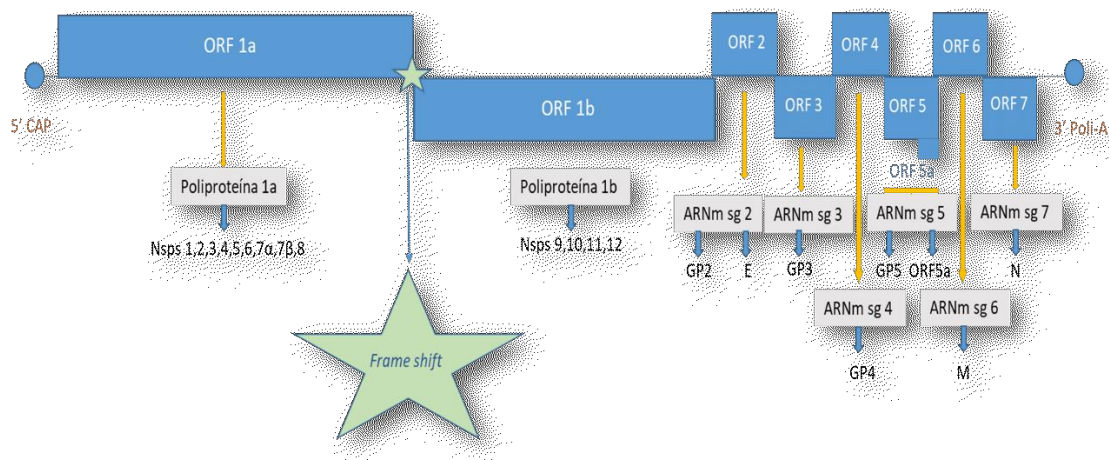 ORF 1a
ORF 2
ORF 4
ORF 6
5' CAP
ORF 1b
ORF 3
ORF 5
ORF 7
3' Poli-A
ORF 5a
Poliproteína 1a
Poliproteína 1b
ARNm sg 2
ARNm sg 3
ARNm sg 5
ARNm sg 7
Nsps 1,2,3,4,5,6,7α,7β,8
Nsps 9,10,11,12
GP2
E
GP3
GP5
ORF5a
N
ARNm sg 4
ARNm sg 6
Frame shift
GP4
M